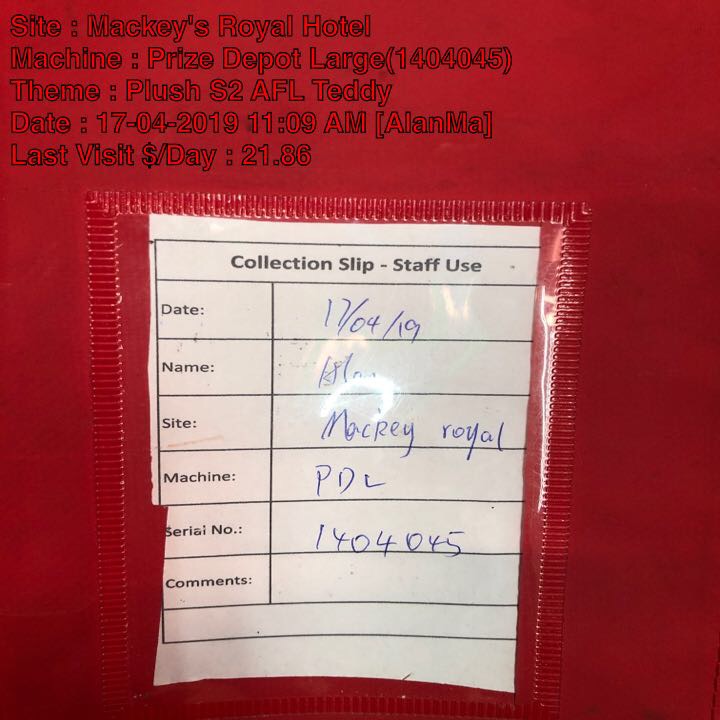 Site : Mackey's Royal Hotel
Machine : Prize Depot Large(1404045)
Theme : Plush S2 AFL Teddy
Date : 17-04-2019 11:09 AM [AlanMa]
Last Visit $/Day : 21.86
Collection Slip - Staff Use
Date: 17/04/19
Name:
Site: Mackey royal
Machine: PDL
Serial No.: 1404045
Comments: